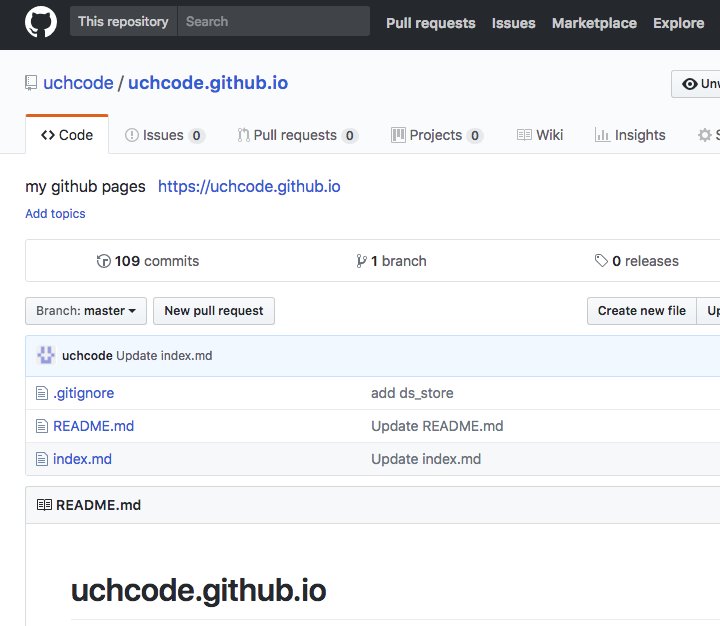 This repository Search Pull requests Issues Marketplace Explore
uchcode / uchcode.github.io
Code Issues 0 Pull requests 0 Projects 0 Wiki Insights
my github pages https://uchcode.github.io
Add topics
109 commits 1 branch 0 releases
Branch: master New pull request Create new file
uchcode Update index.md
.gitignore add ds_store
README.md Update README.md
index.md Update index.md
README.md
uchcode.github.io